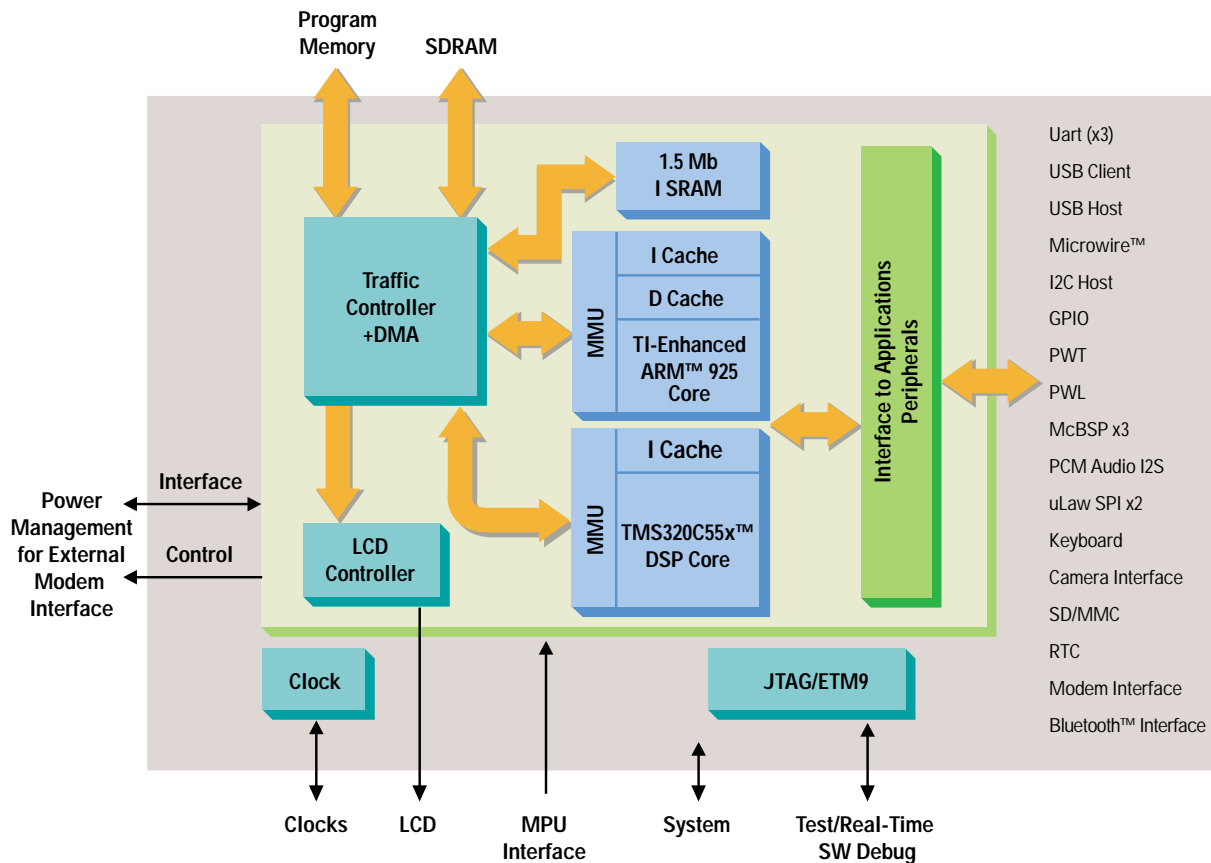 Program
Memory
SDRAM
1.5 Mb
I SRAM
Traffic
Controller
+DMA
MMU
I Cache
D Cache
TI-Enhanced
ARM™ 925
Core
MMU
I Cache
TMS320C55x™
DSP Core
Interface to Applications
Peripherals
Uart (x3)
USB Client
USB Host
Microwire™
I2C Host
GPIO
PWT
PWL
McBSP x3
PCM Audio I2S
uLaw SPI x2
Keyboard
Camera Interface
SD/MMC
RTC
Modem Interface
Bluetooth™ Interface
Power
Management
for External
Modem
Interface
Interface
Control
LCD
Controller
Clock
JTAG/ETM9
Clocks
LCD
MPU
Interface
System
Test/Real-Time
SW Debug